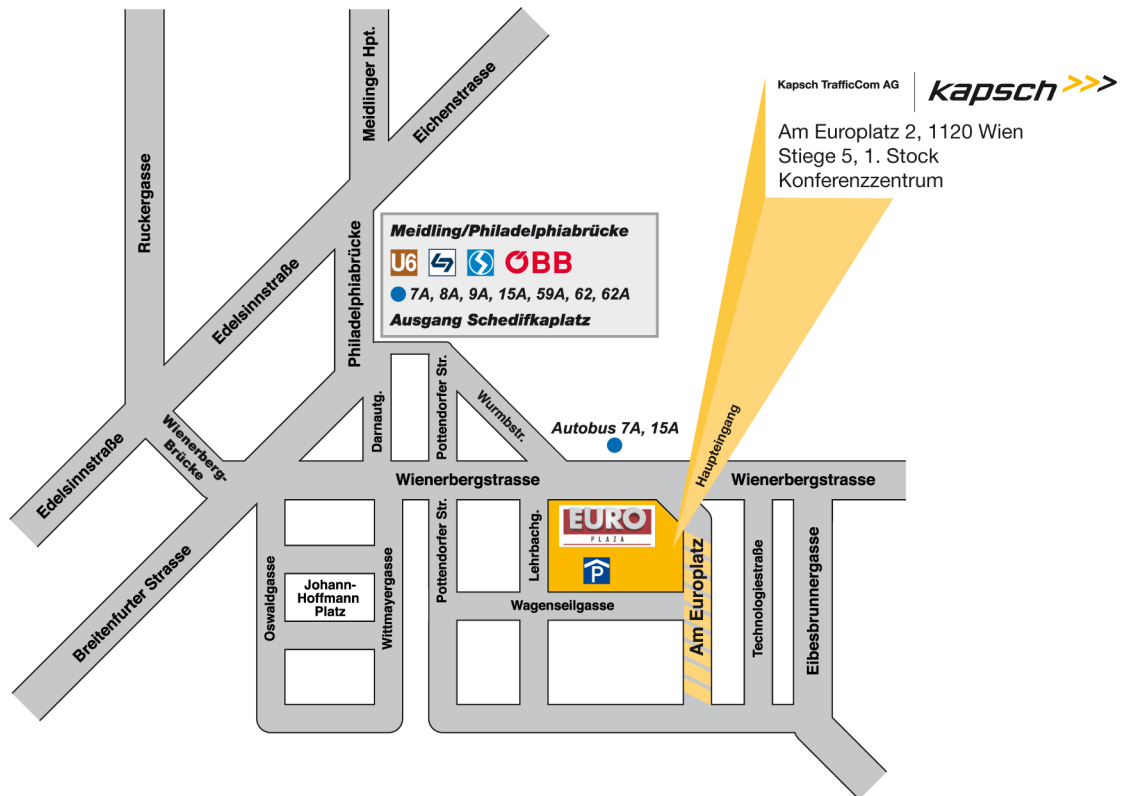 Kapsch TrafficCom AG
kapsch
Am Europlatz 2, 1120 Wien
Stiege 5, 1. Stock
Konferenzzentrum
Meidlinger Hpt.
Eichenstrasse
Ruckergasse
Philadelphiabrücke
Edelsinnstraße
Meidling/Philadelphiabrücke
U6
ÖBB
7A, 8A, 9A, 15A, 59A, 62, 62A
Ausgang Schedifkaplatz
Darnautg.
Pottendorfer Str.
Wurmbstr.
Autobus 7A, 15A
Haupteingang
Edelsinnstraße
Wienerberg-
Brücke
Wienerbergstrasse
Wienerbergstrasse
Breitenfurter Strasse
Oswaldgasse
Johann-
Hoffmann
Platz
Wittmayergasse
Pottendorfer Str.
Lehrbachg.
EURO
PLAZA
P
Wagenseilgasse
Am Europlatz
Technologiestraße
Eibesbrunnergasse